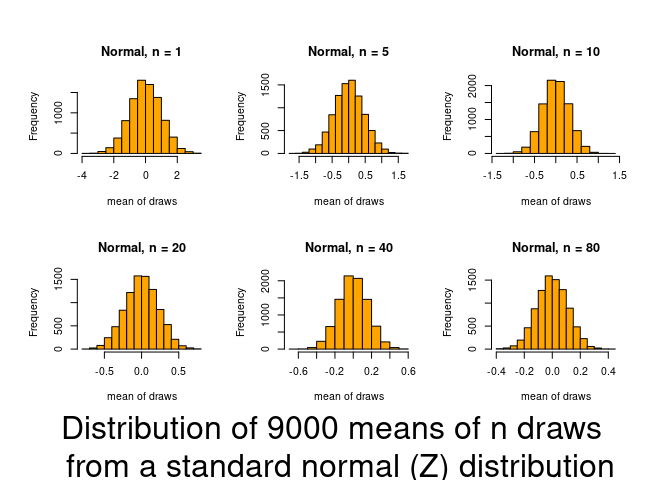 Normal, n = 1
Frequency
0 1000
-4 -2 0 2
mean of draws
Normal, n = 5
Frequency
0 500 1500
-1.5 -0.5 0.5 1.5
mean of draws
Normal, n = 10
Frequency
0 1000 2000
-1.5 -0.5 0.5 1.5
mean of draws
Normal, n = 20
Frequency
0 500 1500
-0.5 0.0 0.5
mean of draws
Normal, n = 40
Frequency
0 1000 2000
-0.6 -0.2 0.2 0.6
mean of draws
Normal, n = 80
Frequency
0 500 1500
-0.4 -0.2 0.0 0.2 0.4
mean of draws
Distribution of 9000 means of n draws
from a standard normal (Z) distribution